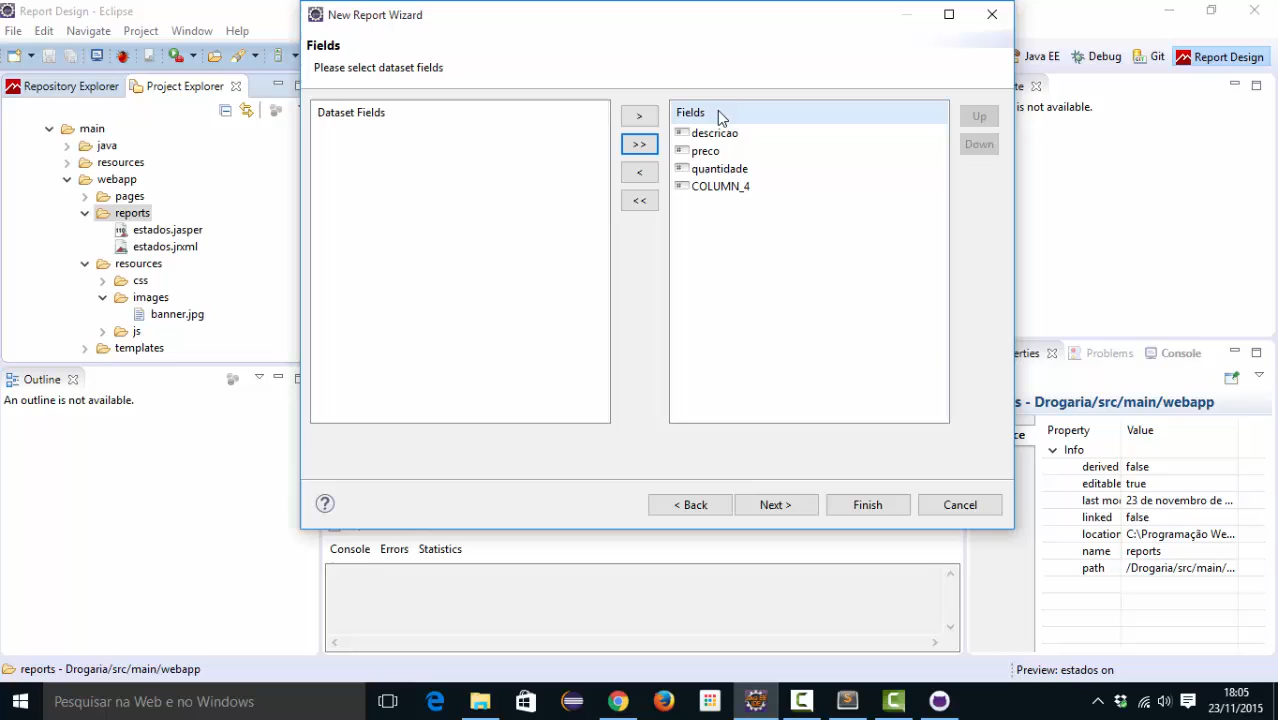 Report Design - Eclipse
File Edit Navigate Project Window Help
New Report Wizard
Fields
Please select dataset fields
Java EE Debug Git Report Design
Repository Explorer Project Explorer
main
java
resources
webapp
pages
reports
estados.jasper
estados.jrxml
resources
css
images
banner.jpg
js
templates
Outline
An outline is not available.
Dataset Fields
>
>>
<
<<
Fields
descricao
preco
quantidade
COLUMN_4
Up
Down
is not available.
< Back Next > Finish Cancel
Problems Console
s - Drogaria/src/main/webapp
Property Value
Info
derived false
editable true
last mo 23 de novembro de ...
linked false
location C:\Programação We...
name reports
path /Drogaria/src/main/...
Console Errors Statistics
reports - Drogaria/src/main/webapp
Preview: estados on
Pesquisar na Web e no Windows
18:05
23/11/2015